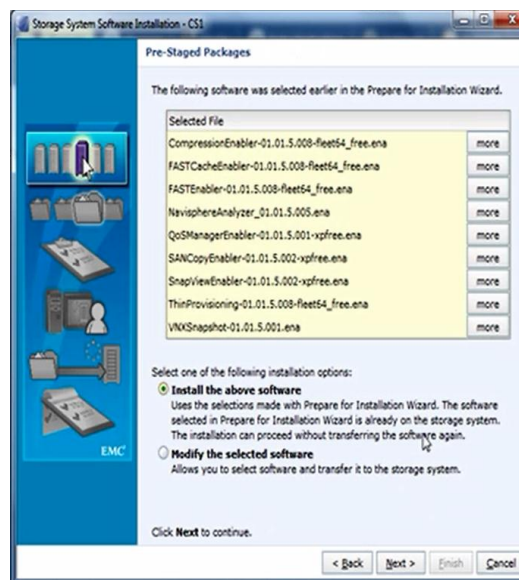 Storage System Software Installation - CS1
Pre-Staged Packages
The following software was selected earlier in the Prepare for Installation Wizard.
Selected File
CompressionEnabler-01.01.5.008-fleet64_free.ena more
FASTCacheEnabler-01.01.5.008-fleet64_free.ena more
FASTEnabler-01.01.5.008-fleet64_free.ena more
NavisphereAnalyzer_01.01.5.005.ena more
QoSManagerEnabler-01.01.5.001-xpfree.ena more
SANCopyEnabler-01.01.5.002-xpfree.ena more
SnapViewEnabler-01.01.5.002-xpfree.ena more
ThinProvisioning-01.01.5.008-fleet64_free.ena more
VNXSnapshot-01.01.5.001.ena more
Select one of the following installation options:
Install the above software
Uses the selections made with Prepare for Installation Wizard. The software
selected in Prepare for Installation Wizard is already on the storage system.
The installation can proceed without transferring the software again.
Modify the selected software
Allows you to select software and transfer it to the storage system.
EMC
Click Next to continue.
< Back Next > Finish Cancel